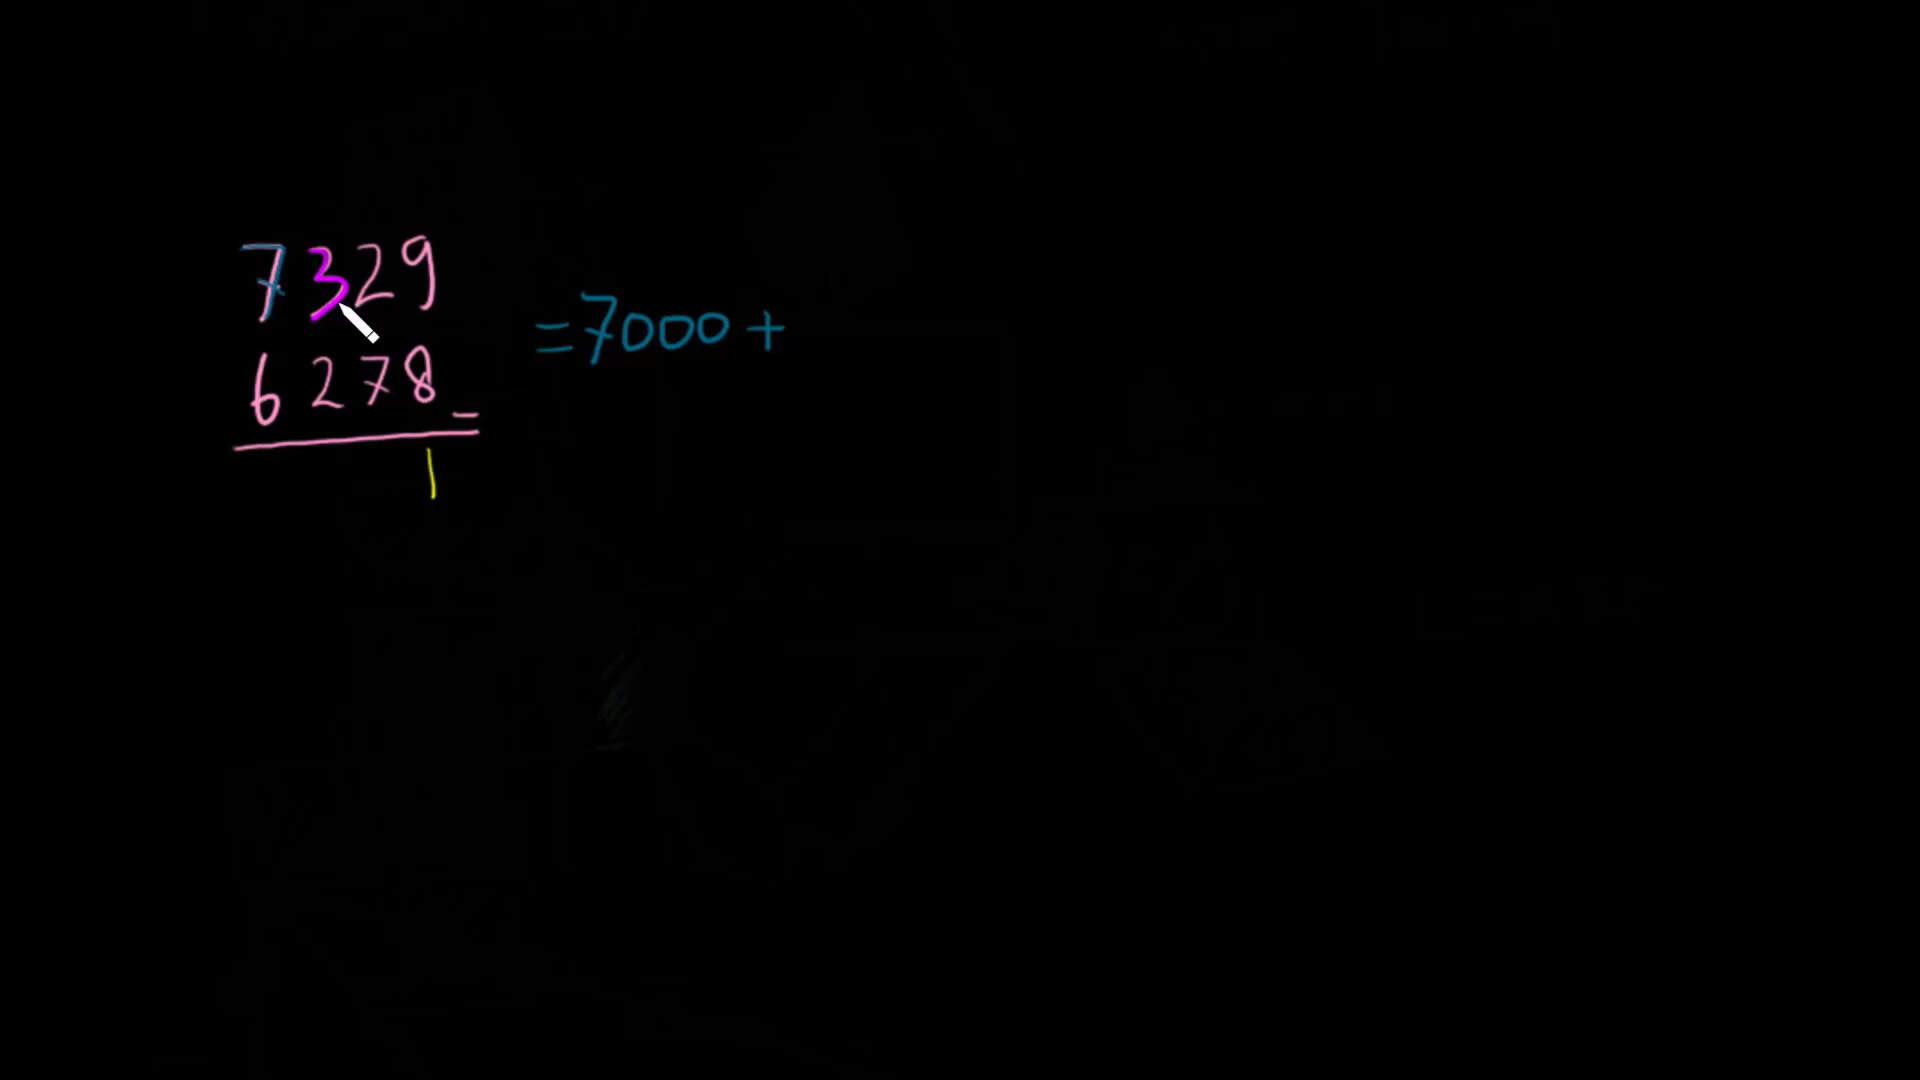 7329
= 7000 +
6278 -
1